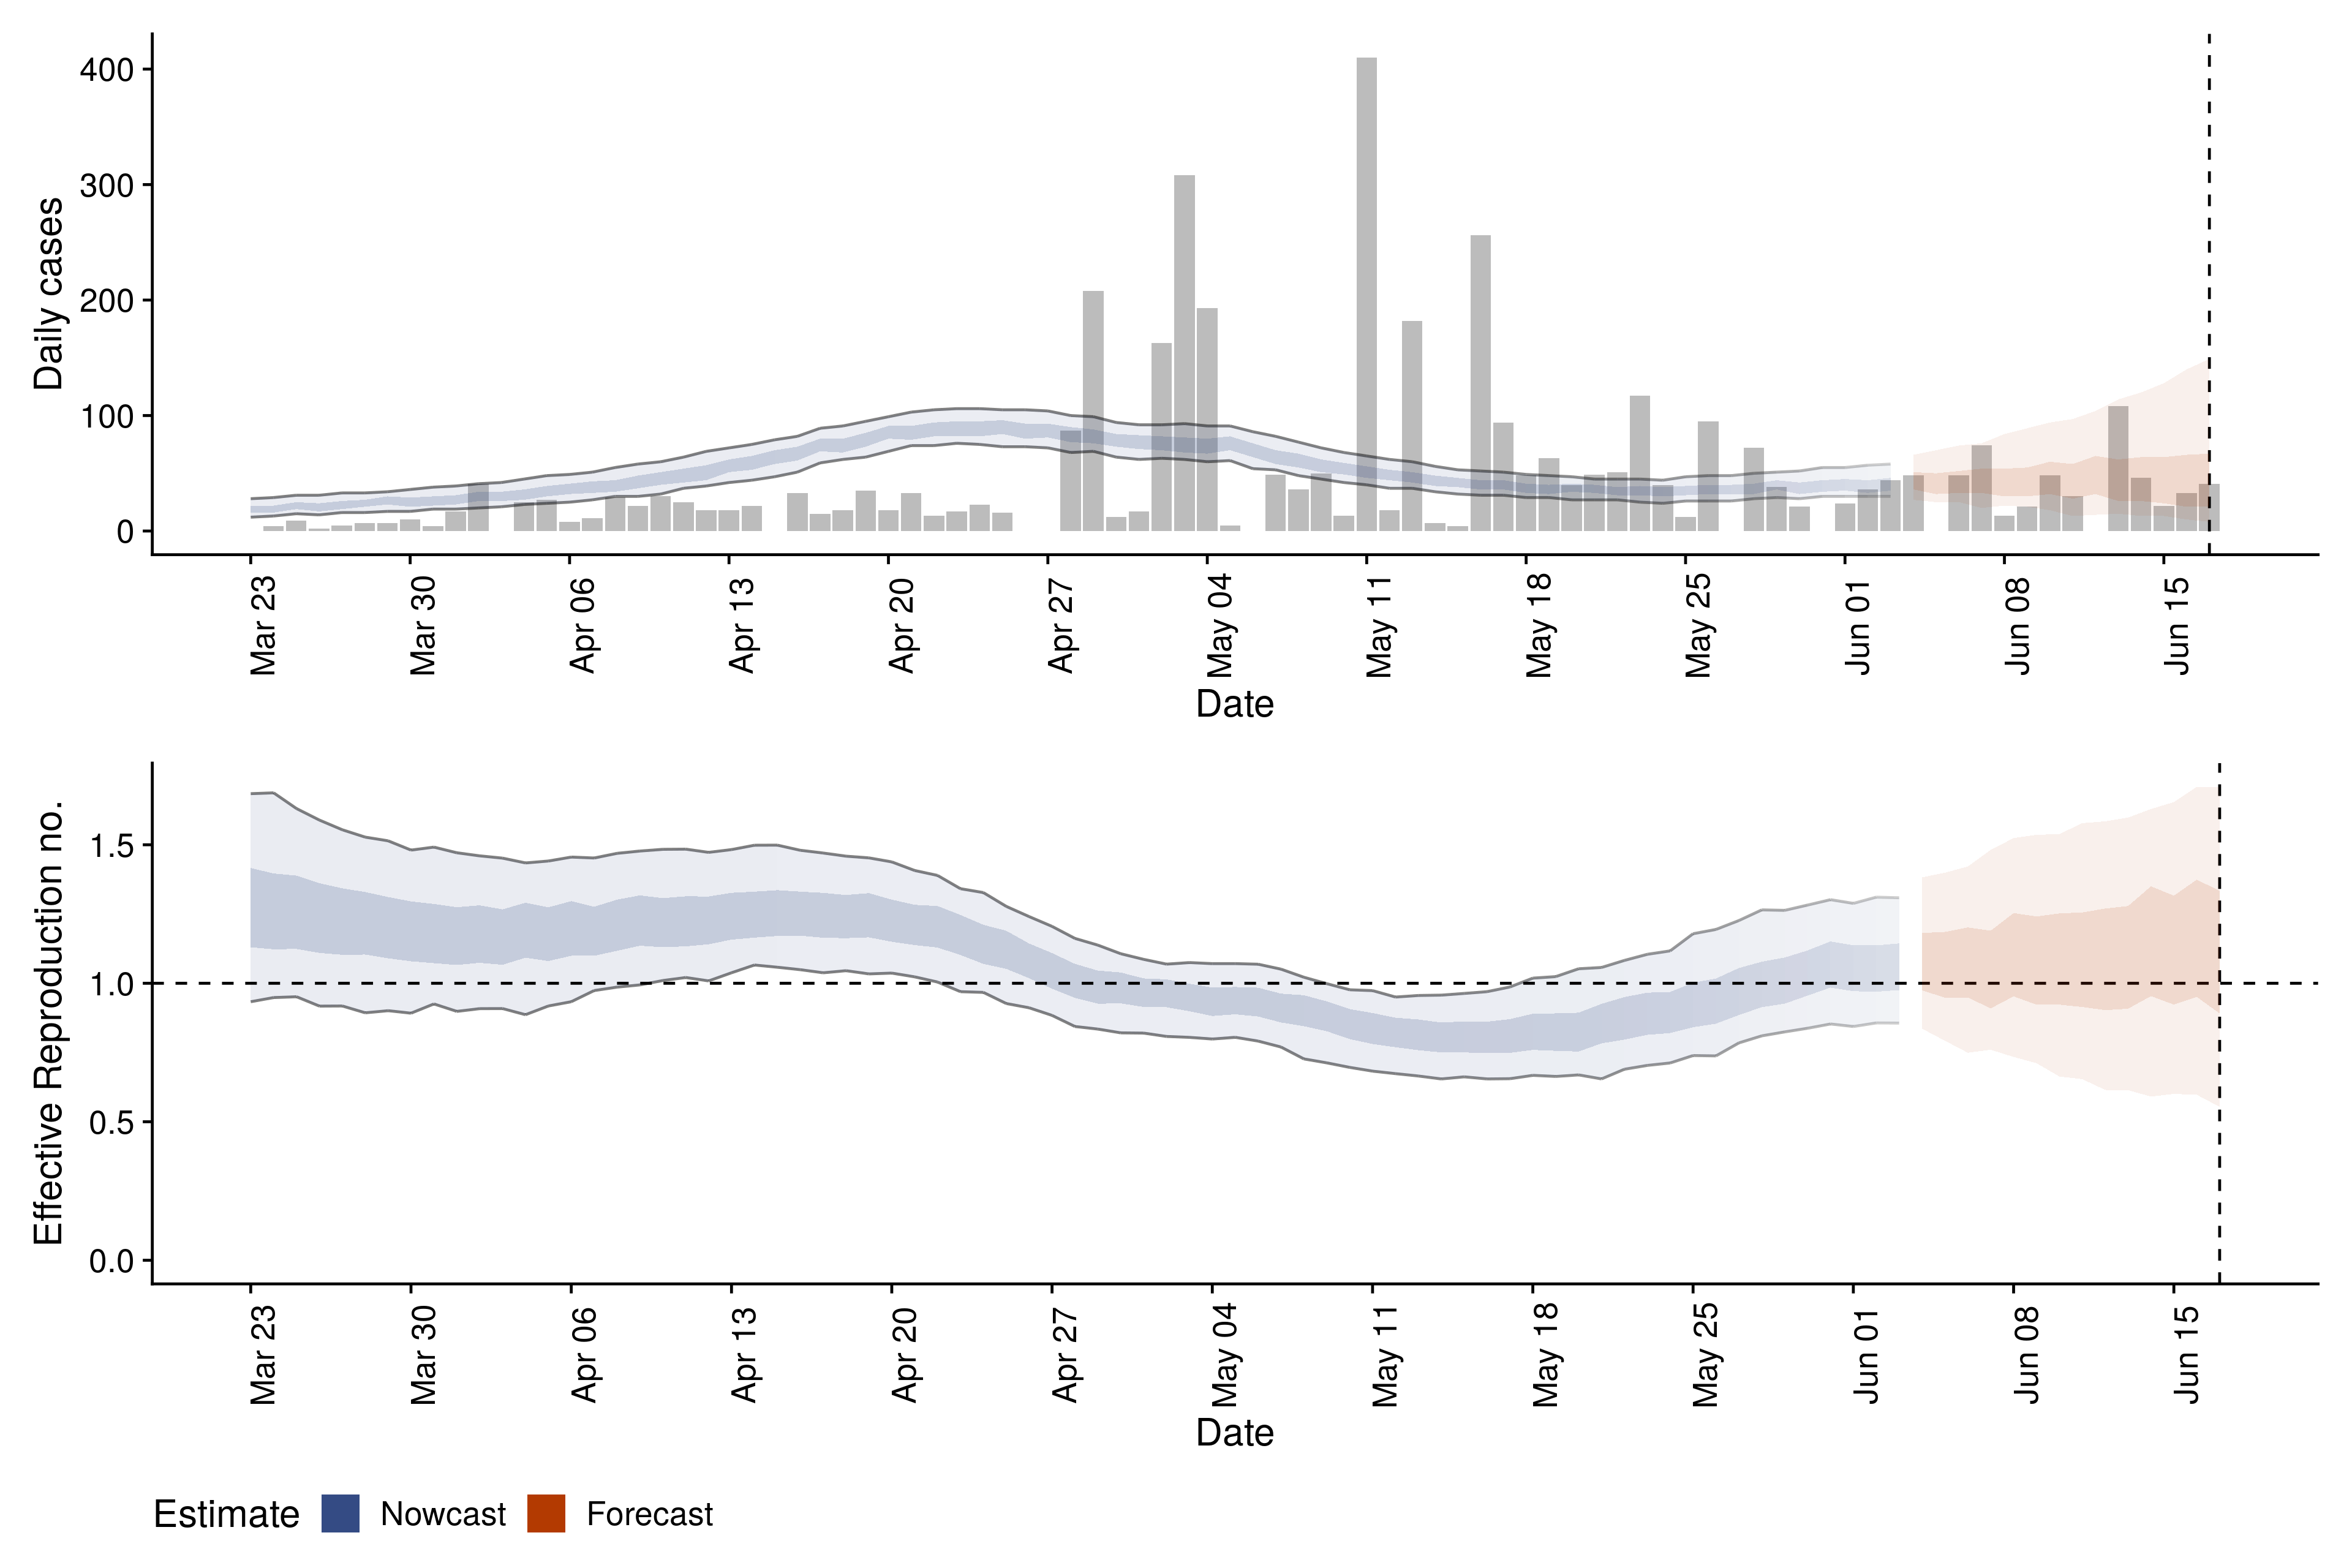 Daily cases
400
300
200
100
0
Mar 23
Mar 30
Apr 06
Apr 13
Apr 20
Apr 27
May 04
May 11
May 18
May 25
Jun 01
Jun 08
Jun 15
Date
Effective Reproduction no.
1.5
1.0
0.5
0.0
Mar 23
Mar 30
Apr 06
Apr 13
Apr 20
Apr 27
May 04
May 11
May 18
May 25
Jun 01
Jun 08
Jun 15
Date
Estimate Nowcast Forecast